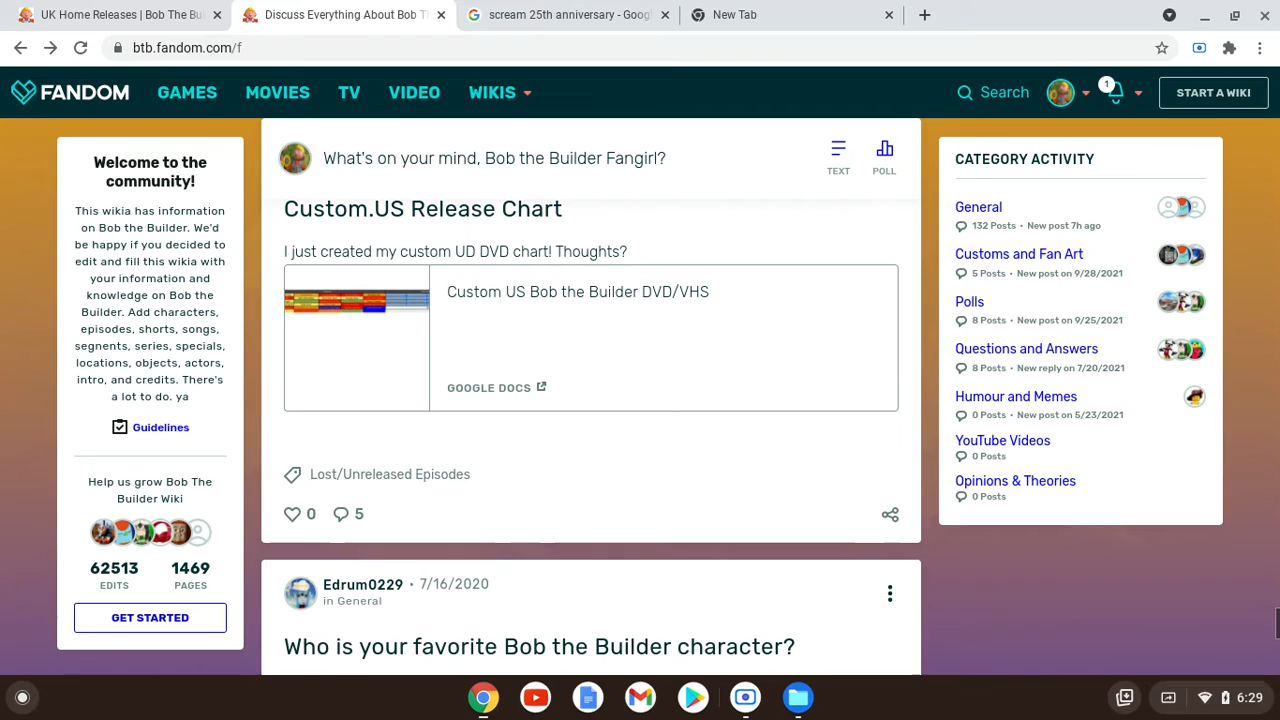 UK Home Releases | Bob The Bu
Discuss Everything About Bob T
scream 25th anniversary - Goog
New Tab
btb.fandom.com/f
FANDOM
GAMES
MOVIES
TV
VIDEO
WIKIS
Search
1
START A WIKI
Welcome to the
community!
This wikia has information
on Bob the Builder. We'd
be happy if you decided to
edit and fill this wikia with
your information and
knowledge on Bob the
Builder. Add characters,
episodes, shorts, songs,
segnents, series, specials,
locations, objects, actors,
intro, and credits. There's
a lot to do. ya
Guidelines
Help us grow Bob The
Builder Wiki
62513 1469
EDITS PAGES
GET STARTED
What's on your mind, Bob the Builder Fangirl?
TEXT POLL
Custom.US Release Chart
I just created my custom UD DVD chart! Thoughts?
Custom US Bob the Builder DVD/VHS
GOOGLE DOCS
Lost/Unreleased Episodes
0 5
Edrum0229 • 7/16/2020
in General
Who is your favorite Bob the Builder character?
CATEGORY ACTIVITY
General
132 Posts • New post 7h ago
Customs and Fan Art
5 Posts • New post on 9/28/2021
Polls
8 Posts • New post on 9/25/2021
Questions and Answers
8 Posts • New reply on 7/20/2021
Humour and Memes
0 Posts • New post on 5/23/2021
YouTube Videos
0 Posts
Opinions & Theories
0 Posts
6:29